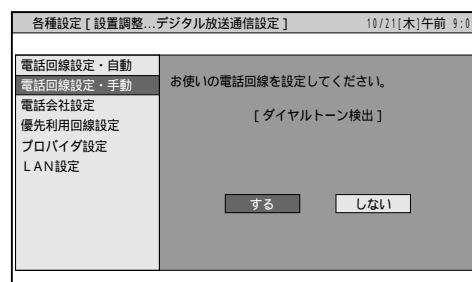 各種設定 [ 設置調整...デジタル放送通信設定 ] 10/21[木]午前 9:0
電話回線設定・自動
電話回線設定・手動
電話会社設定
優先利用回線設定
プロバイダ設定
ＬＡＮ設定
お使いの電話回線を設定してください。
[ ダイヤルトーン検出 ]
する しない